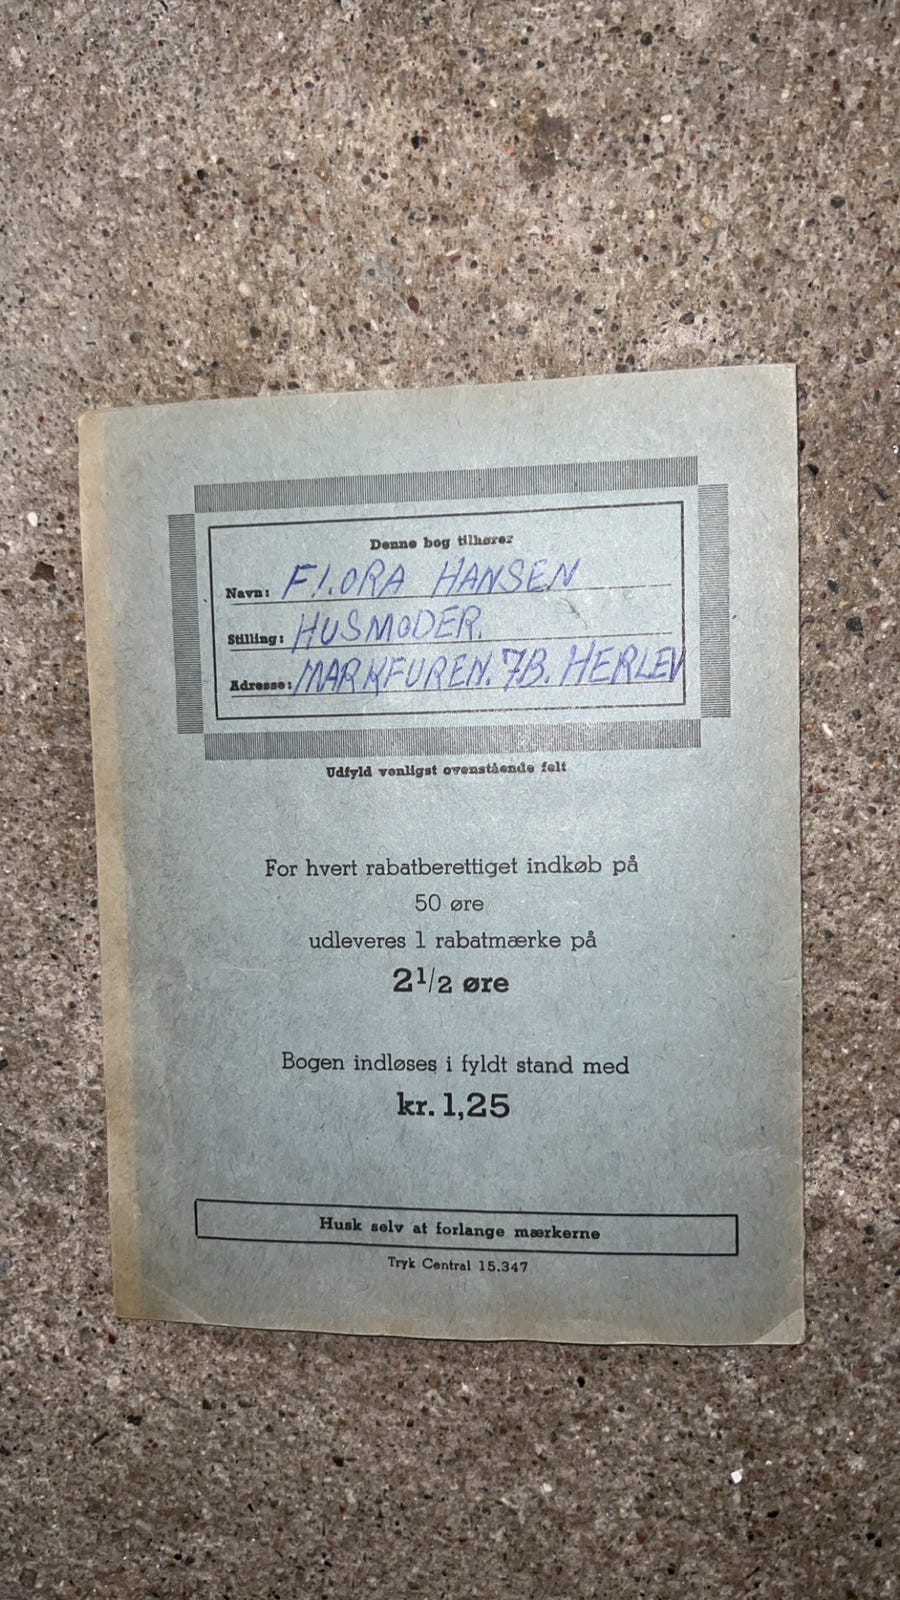 Denne bog tilhører
Navn: FLORA HANSEN
Stilling: HUSMODER.
Adresse: MARKFUREN. 7B. HERLEV
Udfyld venligst ovenstående felt
For hvert rabatberettiget indkøb på
50 øre
udleveres 1 rabatmærke på
2 1/2 øre
Bogen indløses i fyldt stand med
kr. 1,25
Husk selv at forlange mærkerne
Tryk Central 15.347